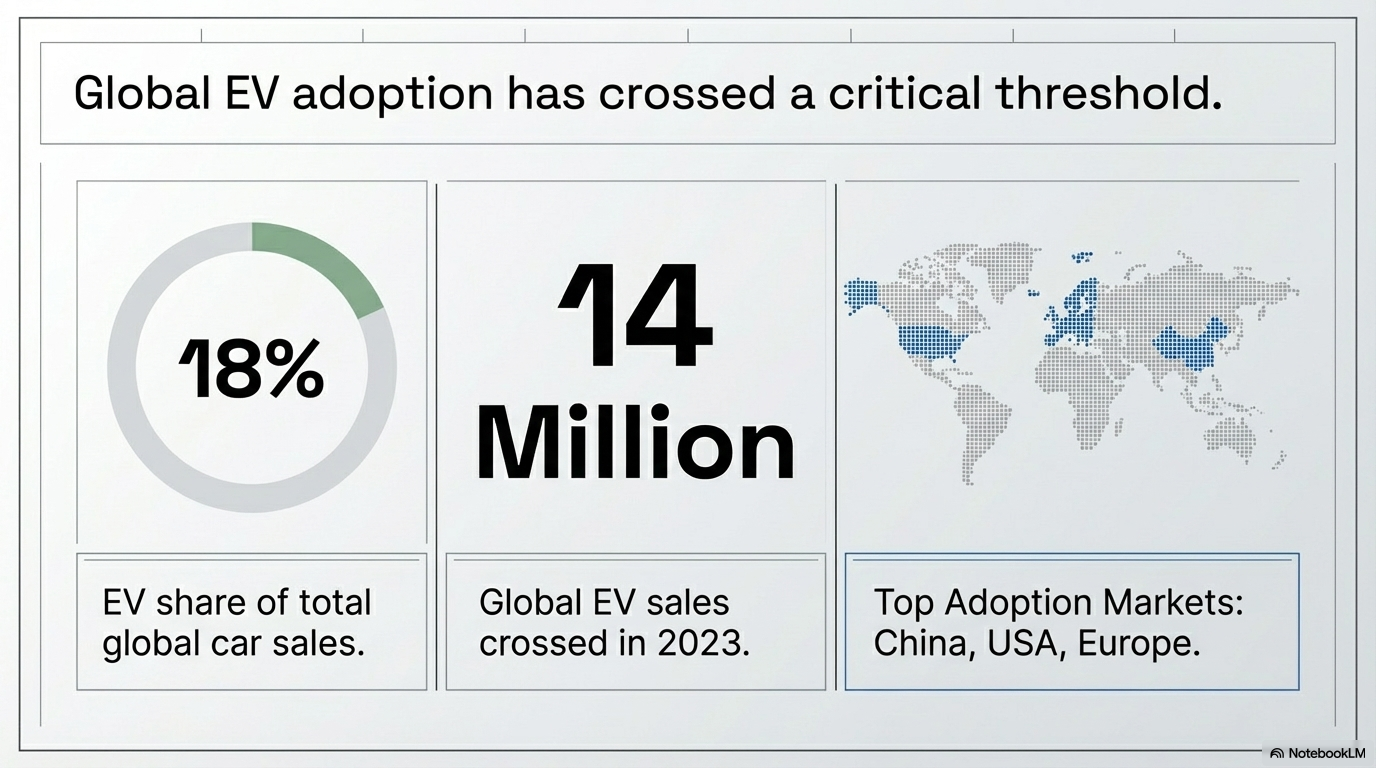 Global EV adoption has crossed a critical threshold.
18%
EV share of total
global car sales.
14
Million
Global EV sales
crossed in 2023.
Top Adoption Markets:
China, USA, Europe.
NotebookLM